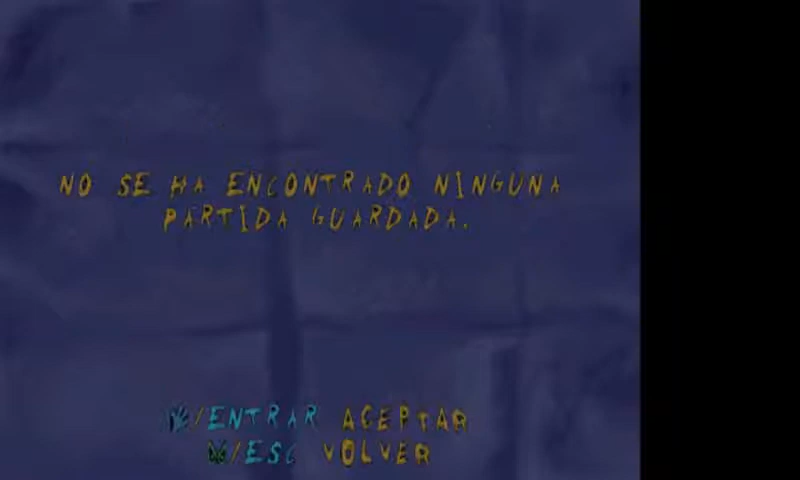 NO SE HA ENCONTRADO NINGUNA
PARTIDA GUARDADA.
/ENTRAR ACEPTAR
/ESC VOLVER